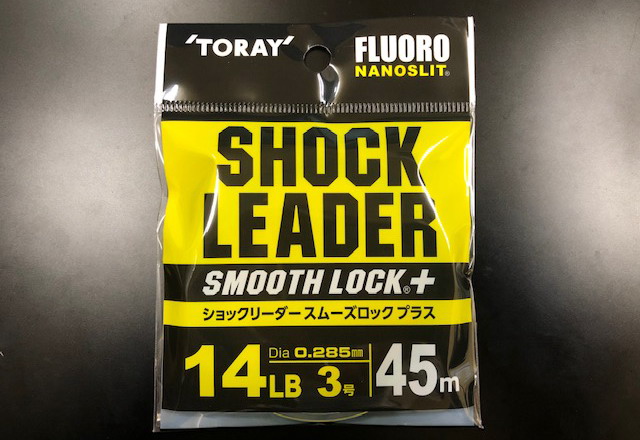 'TORAY'
FLUORO
NANOSLIT®
SHOCK
LEADER
SMOOTH LOCK®+
ショックリーダー スムーズロック プラス
14LB Dia 0.285mm 3号 45m